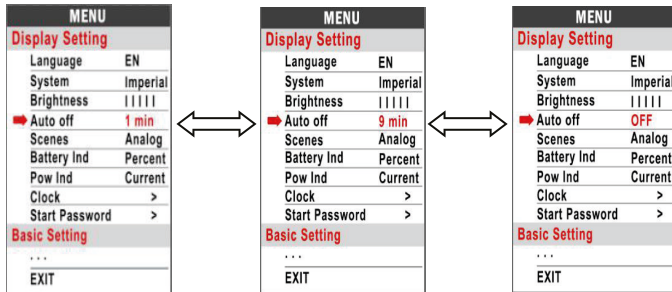 MENU
Display Setting
Language EN
System Imperial
Brightness | | | | |
Auto off 1 min
Scenes Analog
Battery Ind Percent
Pow Ind Current
Clock >
Start Password >
Basic Setting
...
EXIT
MENU
Display Setting
Language EN
System Imperial
Brightness | | | | |
Auto off 9 min
Scenes Analog
Battery Ind Percent
Pow Ind Current
Clock >
Start Password >
Basic Setting
...
EXIT
MENU
Display Setting
Language EN
System Imperial
Brightness | | | | |
Auto off OFF
Scenes Analog
Battery Ind Percent
Pow Ind Current
Clock >
Start Password >
Basic Setting
...
EXIT